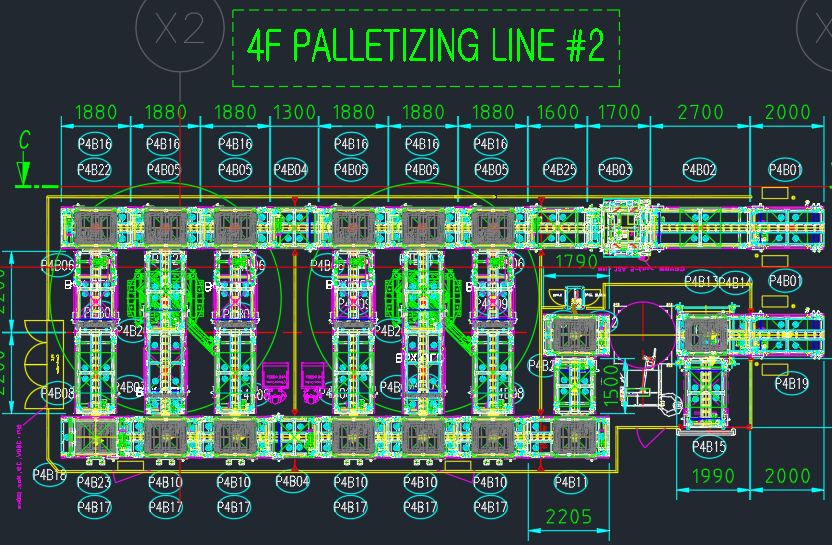 X2
4F PALLETIZING LINE #2
1880 1880 1880 1300 1880 1880 1880 1600 1700 2700 2000
C
P4B16 P4B16 P4B16 P4B16 P4B16 P4B16
P4B22 P4B05 P4B05 P4B04 P4B05 P4B05 P4B05 P4B25 P4B03 P4B02 P4B01
1790
P4B06
P4B13 P4B14 P4B01
2200
2200
1500
P4B08
P4B19
P4B15
P4B18
P4B23 P4B10 P4B10 P4B04 P4B10 P4B10 P4B10 P4B11
P4B17 P4B17 P4B17 P4B17 P4B17 P4B17
1990 2000
2205